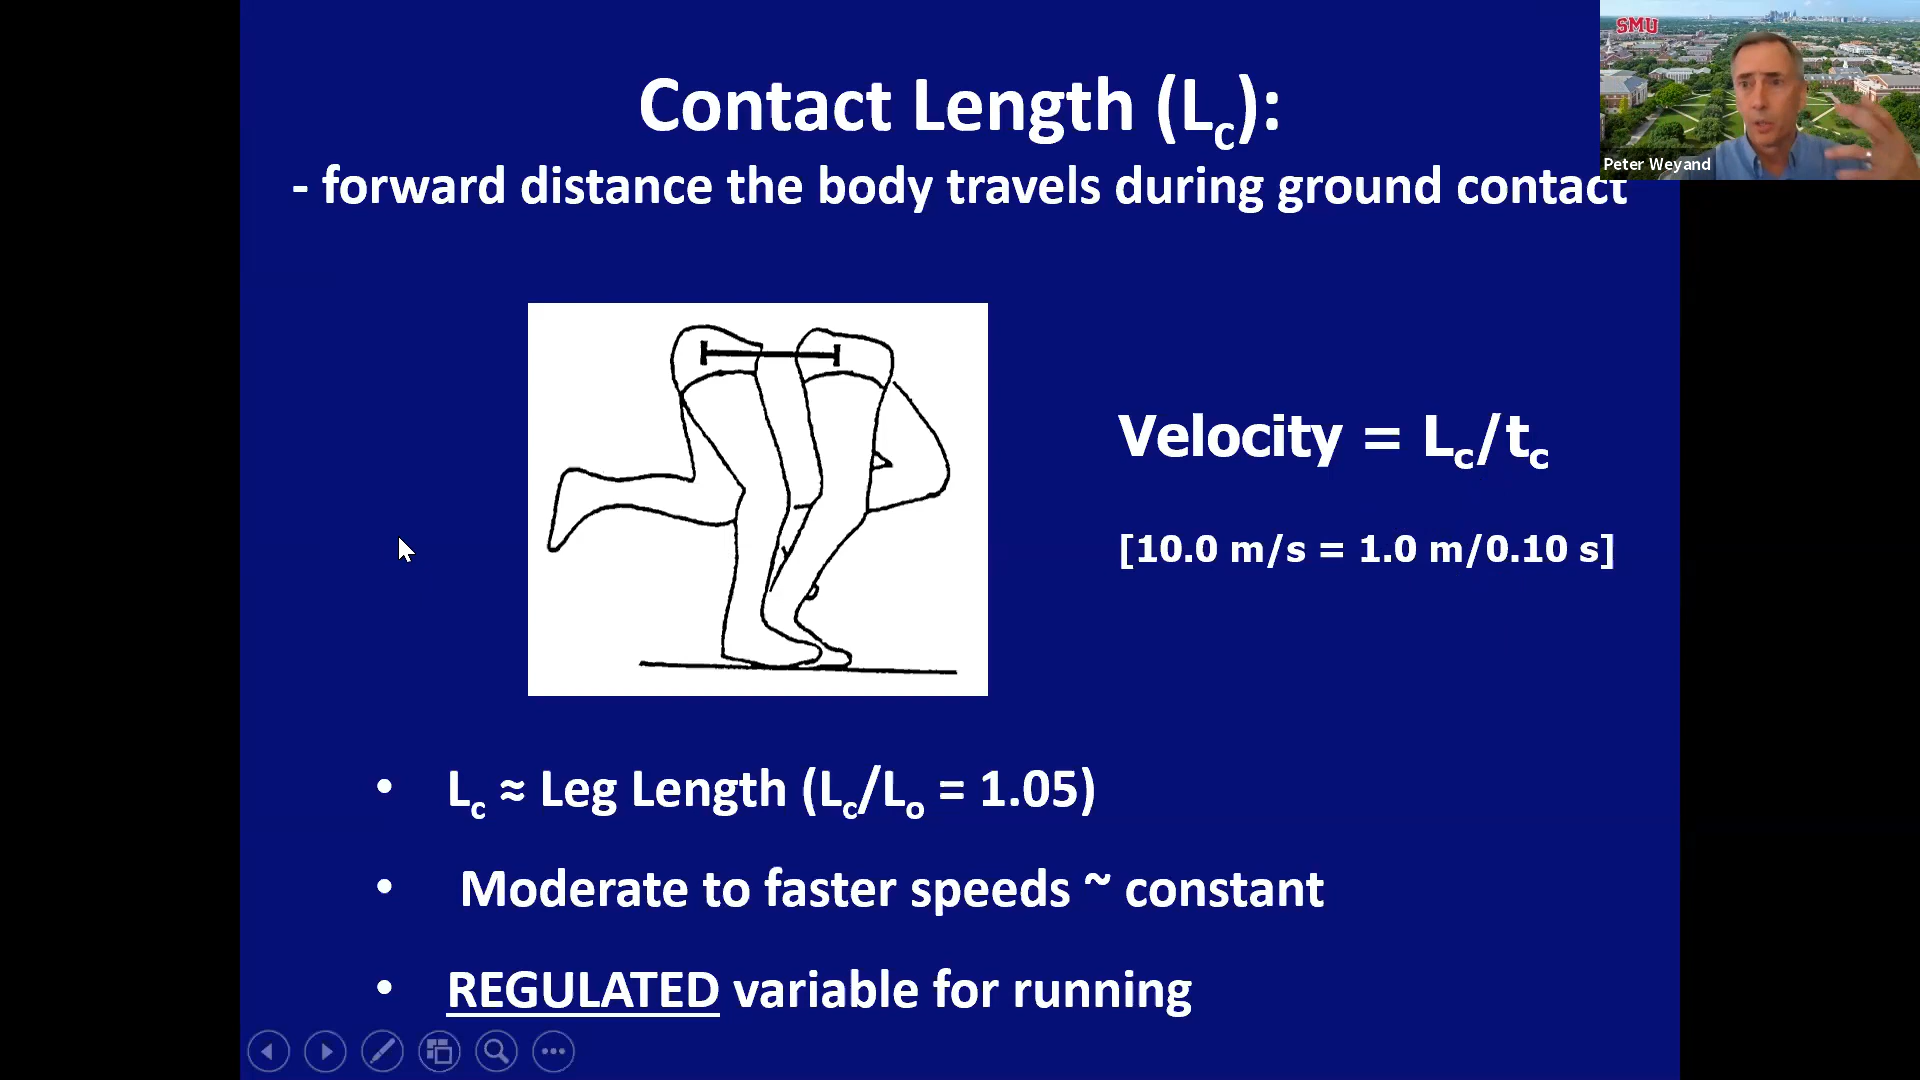 SMU
Peter Weyand
Contact Length (Lc):
- forward distance the body travels during ground contact
Velocity = Lc/tc
[10.0 m/s = 1.0 m/0.10 s]
• Lc ≈ Leg Length (Lc/Lo = 1.05)
• Moderate to faster speeds ~ constant
• REGULATED variable for running